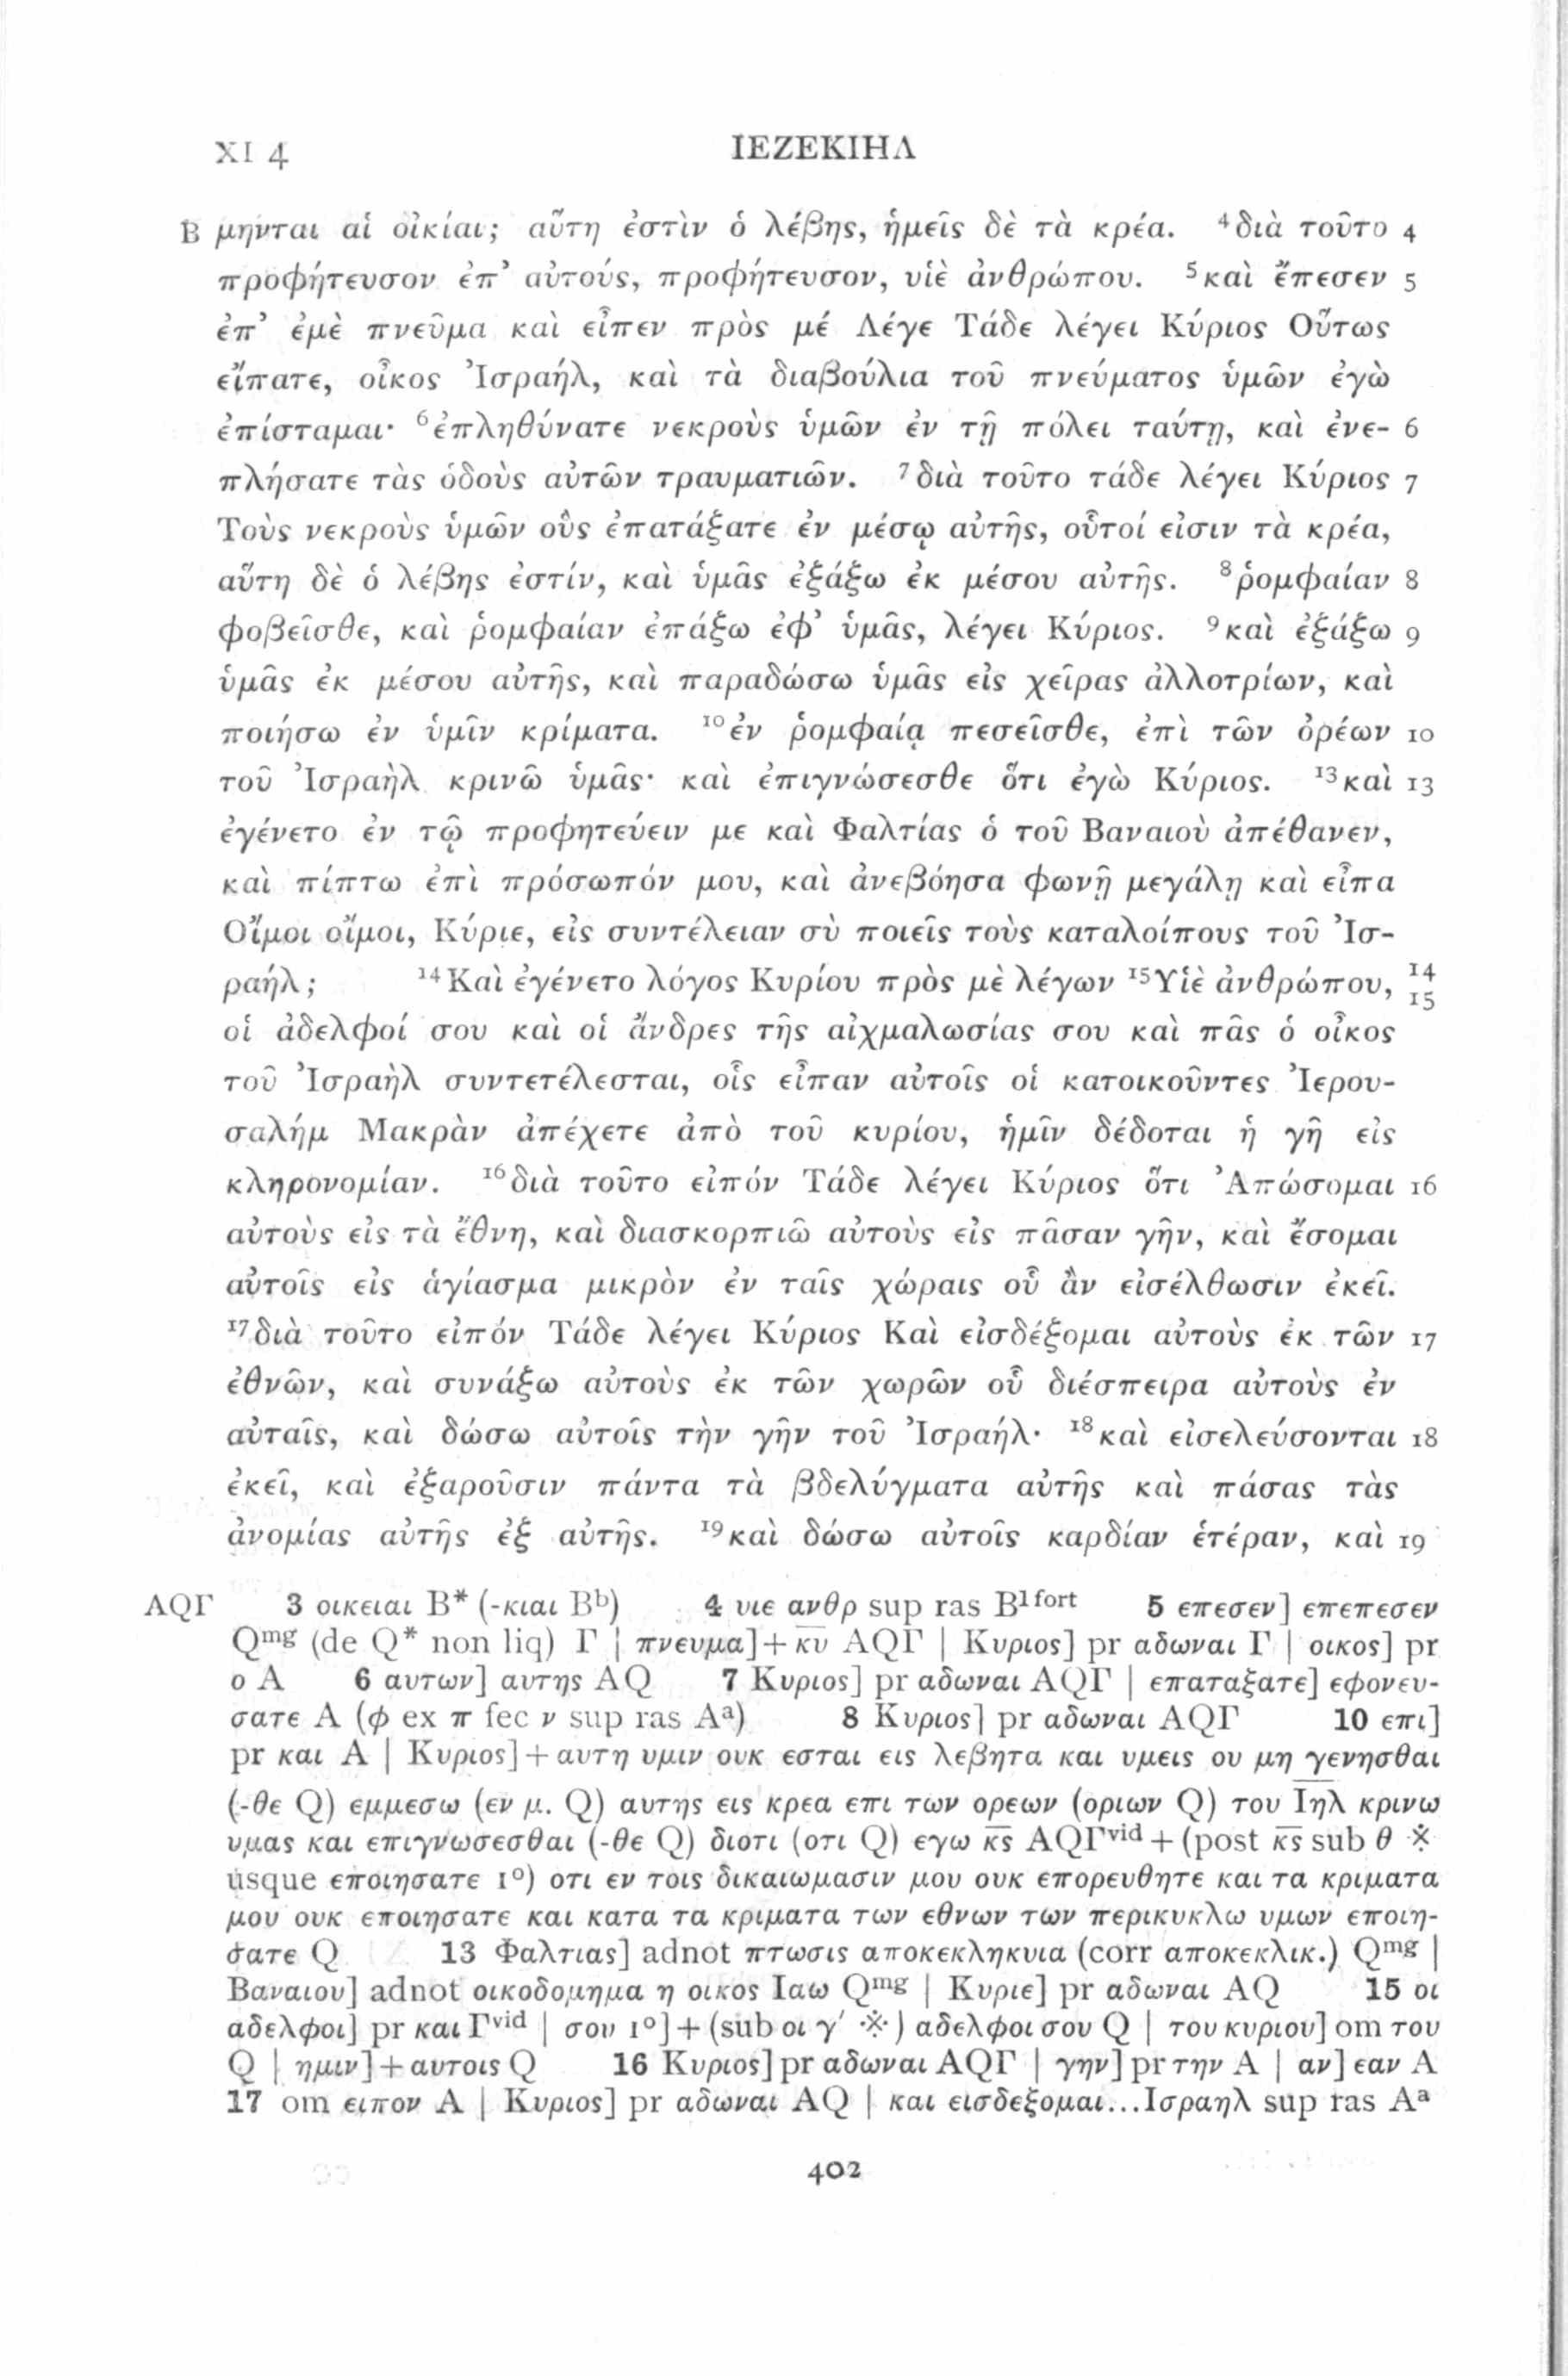 XI 4 ΙΕΖΕΚΙΗΛ
B μηνται αἱ οἰκίαι; αὕτη ἐστὶν ὁ λέβης, ἡμεῖς δὲ τὰ κρέα. ⁴διὰ τοῦτο 4
προφήτευσον ἐπ’ αὐτούς, προφήτευσον, υἱὲ ἀνθρώπου. ⁵καὶ ἔπεσεν 5
ἐπ’ ἐμὲ πνεῦμα καὶ εἶπεν πρὸς μέ Λέγε Τάδε λέγει Κύριος Οὕτως
εἴπατε, οἶκος Ἰσραήλ, καὶ τὰ διαβούλια τοῦ πνεύματος ὑμῶν ἐγὼ
ἐπίσταμαι· ⁶ἐπληθύνατε νεκροὺς ὑμῶν ἐν τῇ πόλει ταύτῃ, καὶ ἐνε- 6
πλήσατε τὰς ὁδοὺς αὐτῶν τραυματιῶν. ⁷διὰ τοῦτο τάδε λέγει Κύριος 7
Τοὺς νεκροὺς ὑμῶν οὓς ἐπατάξατε ἐν μέσῳ αὐτῆς, οὗτοί εἰσιν τὰ κρέα,
αὕτη δὲ ὁ λέβης ἐστίν, καὶ ὑμᾶς ἐξάξω ἐκ μέσου αὐτῆς. ⁸ῥομφαίαν 8
φοβεῖσθε, καὶ ῥομφαίαν ἐπάξω ἐφ’ ὑμᾶς, λέγει Κύριος. ⁹καὶ ἐξάξω 9
ὑμᾶς ἐκ μέσου αὐτῆς, καὶ παραδώσω ὑμᾶς εἰς χεῖρας ἀλλοτρίων, καὶ
ποιήσω ἐν ὑμῖν κρίματα. ¹⁰ἐν ῥομφαίᾳ πεσεῖσθε, ἐπὶ τῶν ὀρέων 10
τοῦ Ἰσραὴλ κρινῶ ὑμᾶς· καὶ ἐπιγνώσεσθε ὅτι ἐγὼ Κύριος. ¹³καὶ 13
ἐγένετο ἐν τῷ προφητεύειν με καὶ Φαλτίας ὁ τοῦ Βαναιοὺ ἀπέθανεν,
καὶ πίπτω ἐπὶ πρόσωπόν μου, καὶ ἀνεβόησα φωνῇ μεγάλῃ καὶ εἶπα
Οἴμοι οἴμοι, Κύριε, εἰς συντέλειαν σὺ ποιεῖς τοὺς καταλοίπους τοῦ Ἰσ-
ραήλ; ¹⁴Καὶ ἐγένετο λόγος Κυρίου πρὸς μὲ λέγων ¹⁵Υἱὲ ἀνθρώπου, 14 15
οἱ ἀδελφοί σου καὶ οἱ ἄνδρες τῆς αἰχμαλωσίας σου καὶ πᾶς ὁ οἶκος
τοῦ Ἰσραὴλ συντετέλεσται, οἷς εἶπαν αὐτοῖς οἱ κατοικοῦντες Ἰερου-
σαλήμ Μακρὰν ἀπέχετε ἀπὸ τοῦ κυρίου, ἡμῖν δέδοται ἡ γῆ εἰς
κληρονομίαν. ¹⁶διὰ τοῦτο εἰπόν Τάδε λέγει Κύριος ὅτι Ἀπώσομαι 16
αὐτοὺς εἰς τὰ ἔθνη, καὶ διασκορπιῶ αὐτοὺς εἰς πᾶσαν γῆν, καὶ ἔσομαι
αὐτοῖς εἰς ἁγίασμα μικρὸν ἐν ταῖς χώραις οὗ ἂν εἰσέλθωσιν ἐκεῖ.
¹⁷διὰ τοῦτο εἰπόν Τάδε λέγει Κύριος Καὶ εἰσδέξομαι αὐτοὺς ἐκ τῶν 17
ἐθνῶν, καὶ συνάξω αὐτοὺς ἐκ τῶν χωρῶν οὗ διέσπειρα αὐτοὺς ἐν
αὐταῖς, καὶ δώσω αὐτοῖς τὴν γῆν τοῦ Ἰσραήλ· ¹⁸καὶ εἰσελεύσονται 18
ἐκεῖ, καὶ ἐξαροῦσιν πάντα τὰ βδελύγματα αὐτῆς καὶ πάσας τὰς
ἀνομίας αὐτῆς ἐξ αὐτῆς. ¹⁹καὶ δώσω αὐτοῖς καρδίαν ἑτέραν, καὶ 19
AQΓ 3 οικειαι B* (-κιαι Bᵇ) 4 υιε ανθρ sup ras B¹ ᶠᵒʳᵗ 5 επεσεν] επεπεσεν
Qᵐᵍ (de Q* non liq) Γ | πνευμα]+κ̅υ̅ AQΓ | Κυριος] pr αδωναι Γ | οικος] pr
ο A 6 αυτων] αυτης AQ 7 Κυριος] pr αδωναι AQΓ | επαταξατε] εφονευ-
σατε A (φ ex π fec ν sup ras Aᵃ) 8 Κυριος] pr αδωναι AQΓ 10 επι]
pr και A | Κυριος]+αυτη υμιν ουκ εσται εις λεβητα και υμεις ου μη γενησθαι
(-θε Q) εμμεσω (εν μ. Q) αυτης εις κρεα επι των ορεων (οριων Q) του Ι̅η̅λ̅ κρινω
υμας και επιγνωσεσθαι (-θε Q) διοτι (οτι Q) εγω κ̅ς̅ AQΓᵛⁱᵈ+(post κ̅ς̅ sub θ ※
usque εποιησατε 1°) οτι εν τοις δικαιωμασιν μου ουκ επορευθητε και τα κριματα
μου ουκ εποιησατε και κατα τα κριματα των εθνων των περικυκλω υμων εποιη-
σατε Q 13 Φαλτιας] adnot πτωσις αποκεκληκυια (corr αποκεκλικ.) Qᵐᵍ |
Βαναιου] adnot οικοδομημα η οικος Ιαω Qᵐᵍ | Κυριε] pr αδωναι AQ 15 οι
αδελφοι] pr και Γᵛⁱᵈ | σου 1°]+(sub οι γ′ ※) αδελφοι σου Q | του κυριου] om του
Q | ημιν]+αυτοις Q 16 Κυριος] pr αδωναι AQΓ | γην] pr την A | αν] εαν A
17 om ειπον A | Κυριος] pr αδωναι AQ | και εισδεξομαι...Ισραηλ sup ras Aᵃ
402